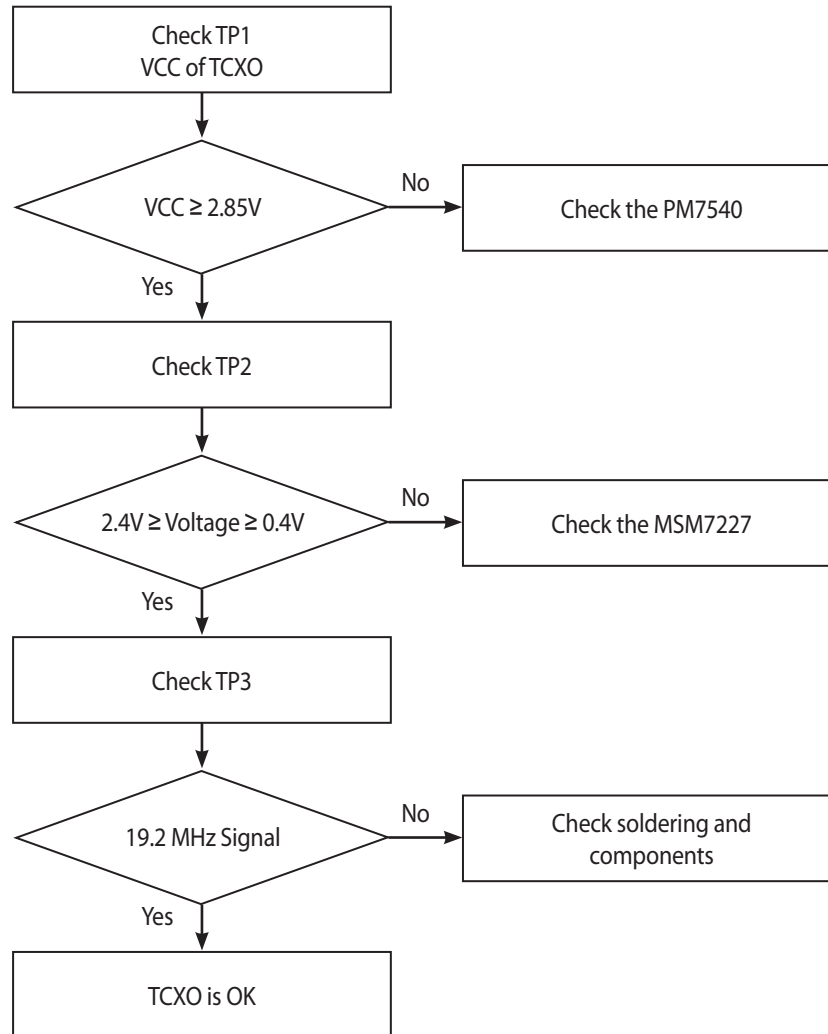 Check TP1
VCC of TCXO
VCC ≥ 2.85V
No
Check the PM7540
Yes
Check TP2
2.4V ≥ Voltage ≥ 0.4V
No
Check the MSM7227
Yes
Check TP3
19.2 MHz Signal
No
Check soldering and
components
Yes
TCXO is OK